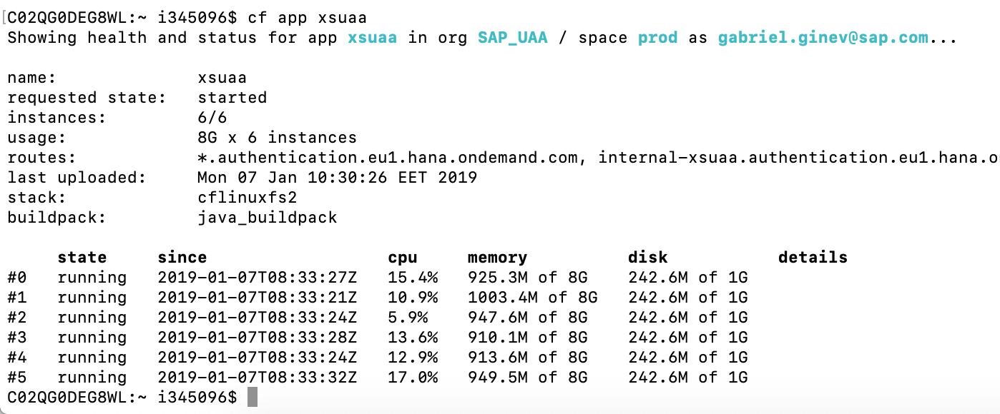 C02QG0DEG8WL:~ i345096$ cf app xsuaa
Showing health and status for app xsuaa in org SAP_UAA / space prod as gabriel.ginev@sap.com...
name: xsuaa
requested state: started
instances: 6/6
usage: 8G x 6 instances
routes: *.authentication.eu1.hana.ondemand.com, internal-xsuaa.authentication.eu1.hana.o
last uploaded: Mon 07 Jan 10:30:26 EET 2019
stack: cflinuxfs2
buildpack: java_buildpack
state since cpu memory disk details
#0 running 2019-01-07T08:33:27Z 15.4% 925.3M of 8G 242.6M of 1G
#1 running 2019-01-07T08:33:21Z 10.9% 1003.4M of 8G 242.6M of 1G
#2 running 2019-01-07T08:33:24Z 5.9% 947.6M of 8G 242.6M of 1G
#3 running 2019-01-07T08:33:28Z 13.6% 910.1M of 8G 242.6M of 1G
#4 running 2019-01-07T08:33:24Z 12.9% 913.6M of 8G 242.6M of 1G
#5 running 2019-01-07T08:33:32Z 17.0% 949.5M of 8G 242.6M of 1G
C02QG0DEG8WL:~ i345096$